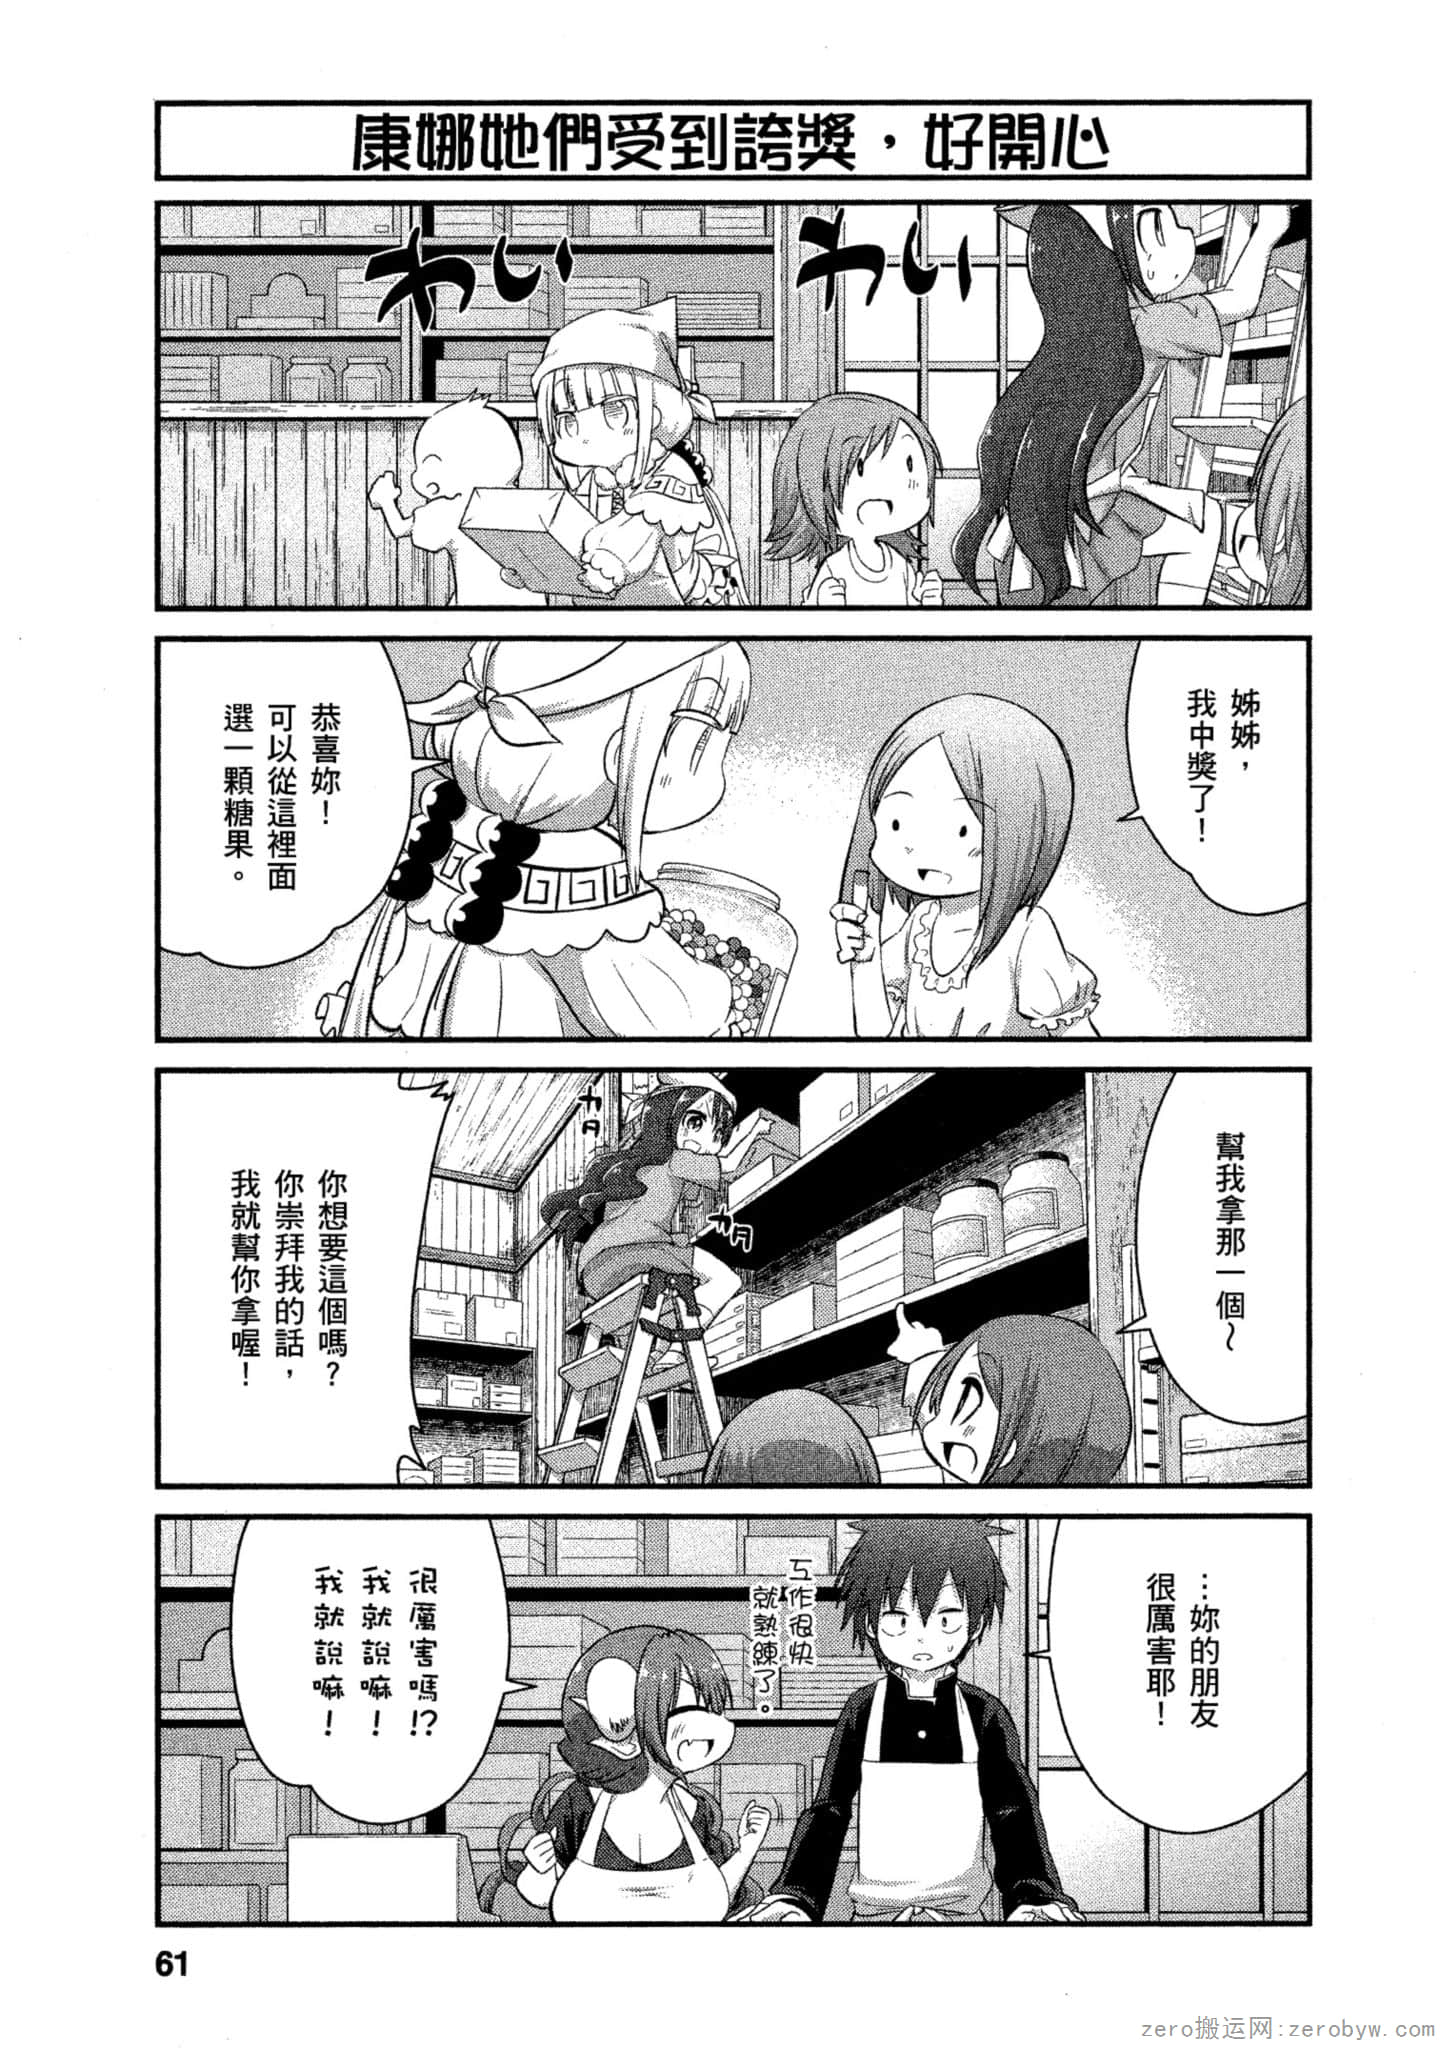 康娜她們受到誇獎，好開心
わい
わい
姊姊，
我中獎了！
恭喜妳！
可以從這裡面
選一顆糖果。
幫我拿那一個～
カタ
カタ
你想要這個嗎？
你崇拜我的話，
我就幫你拿喔！
…妳的朋友
很厲害耶！
工作很快
就熟練了。
很厲害嗎!?
我就說嘛！
我就說嘛！
61
zero搬运网:zerobyw.com